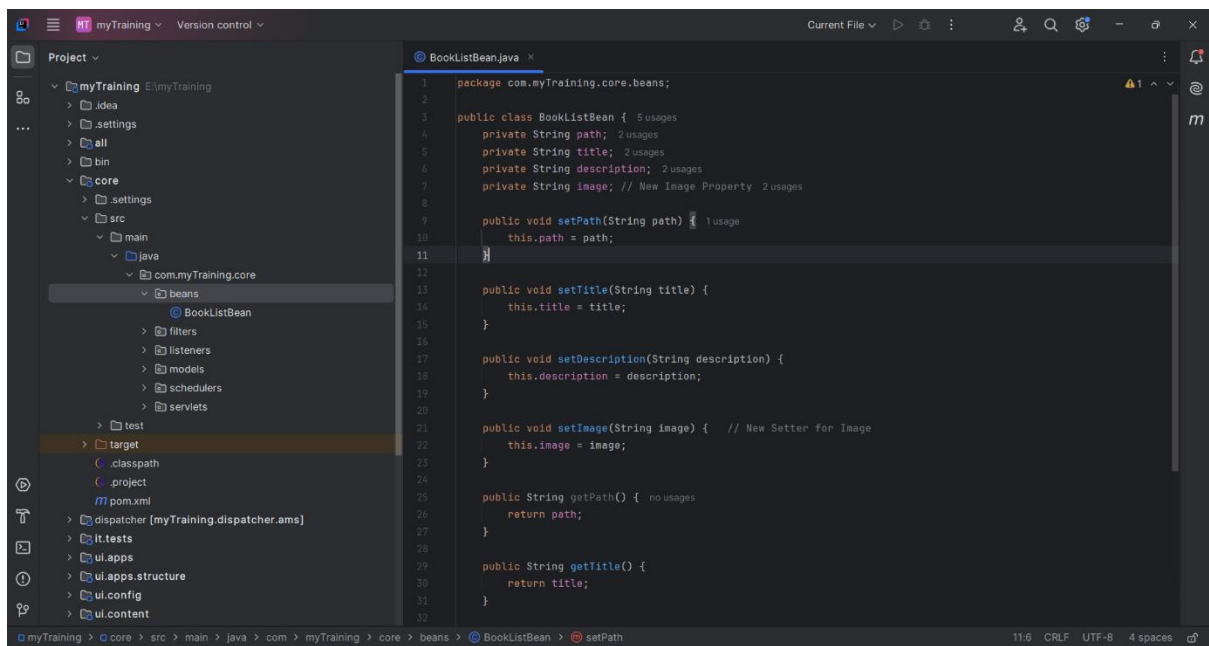 MT myTraining Version control Current File
Project
myTraining E:\myTraining
.idea
.settings
all
bin
core
.settings
src
main
java
com.myTraining.core
beans
BookListBean
filters
listeners
models
schedulers
servlets
test
target
.classpath
.project
m pom.xml
dispatcher [myTraining.dispatcher.ams]
it.tests
ui.apps
ui.apps.structure
ui.config
ui.content
BookListBean.java
1 package com.myTraining.core.beans; 1
2
3 public class BookListBean { 5 usages
4 private String path; 2 usages
5 private String title; 2 usages
6 private String description; 2 usages
7 private String image; // New Image Property 2 usages
8
9 public void setPath(String path) { 1 usage
10 this.path = path;
11 }
12
13 public void setTitle(String title) {
14 this.title = title;
15 }
16
17 public void setDescription(String description) {
18 this.description = description;
19 }
20
21 public void setImage(String image) { // New Setter for Image
22 this.image = image;
23 }
24
25 public String getPath() { no usages
26 return path;
27 }
28
29 public String getTitle() {
30 return title;
31 }
32
m
myTraining > core > src > main > java > com > myTraining > core > beans > BookListBean > setPath 11:6 CRLF UTF-8 4 spaces